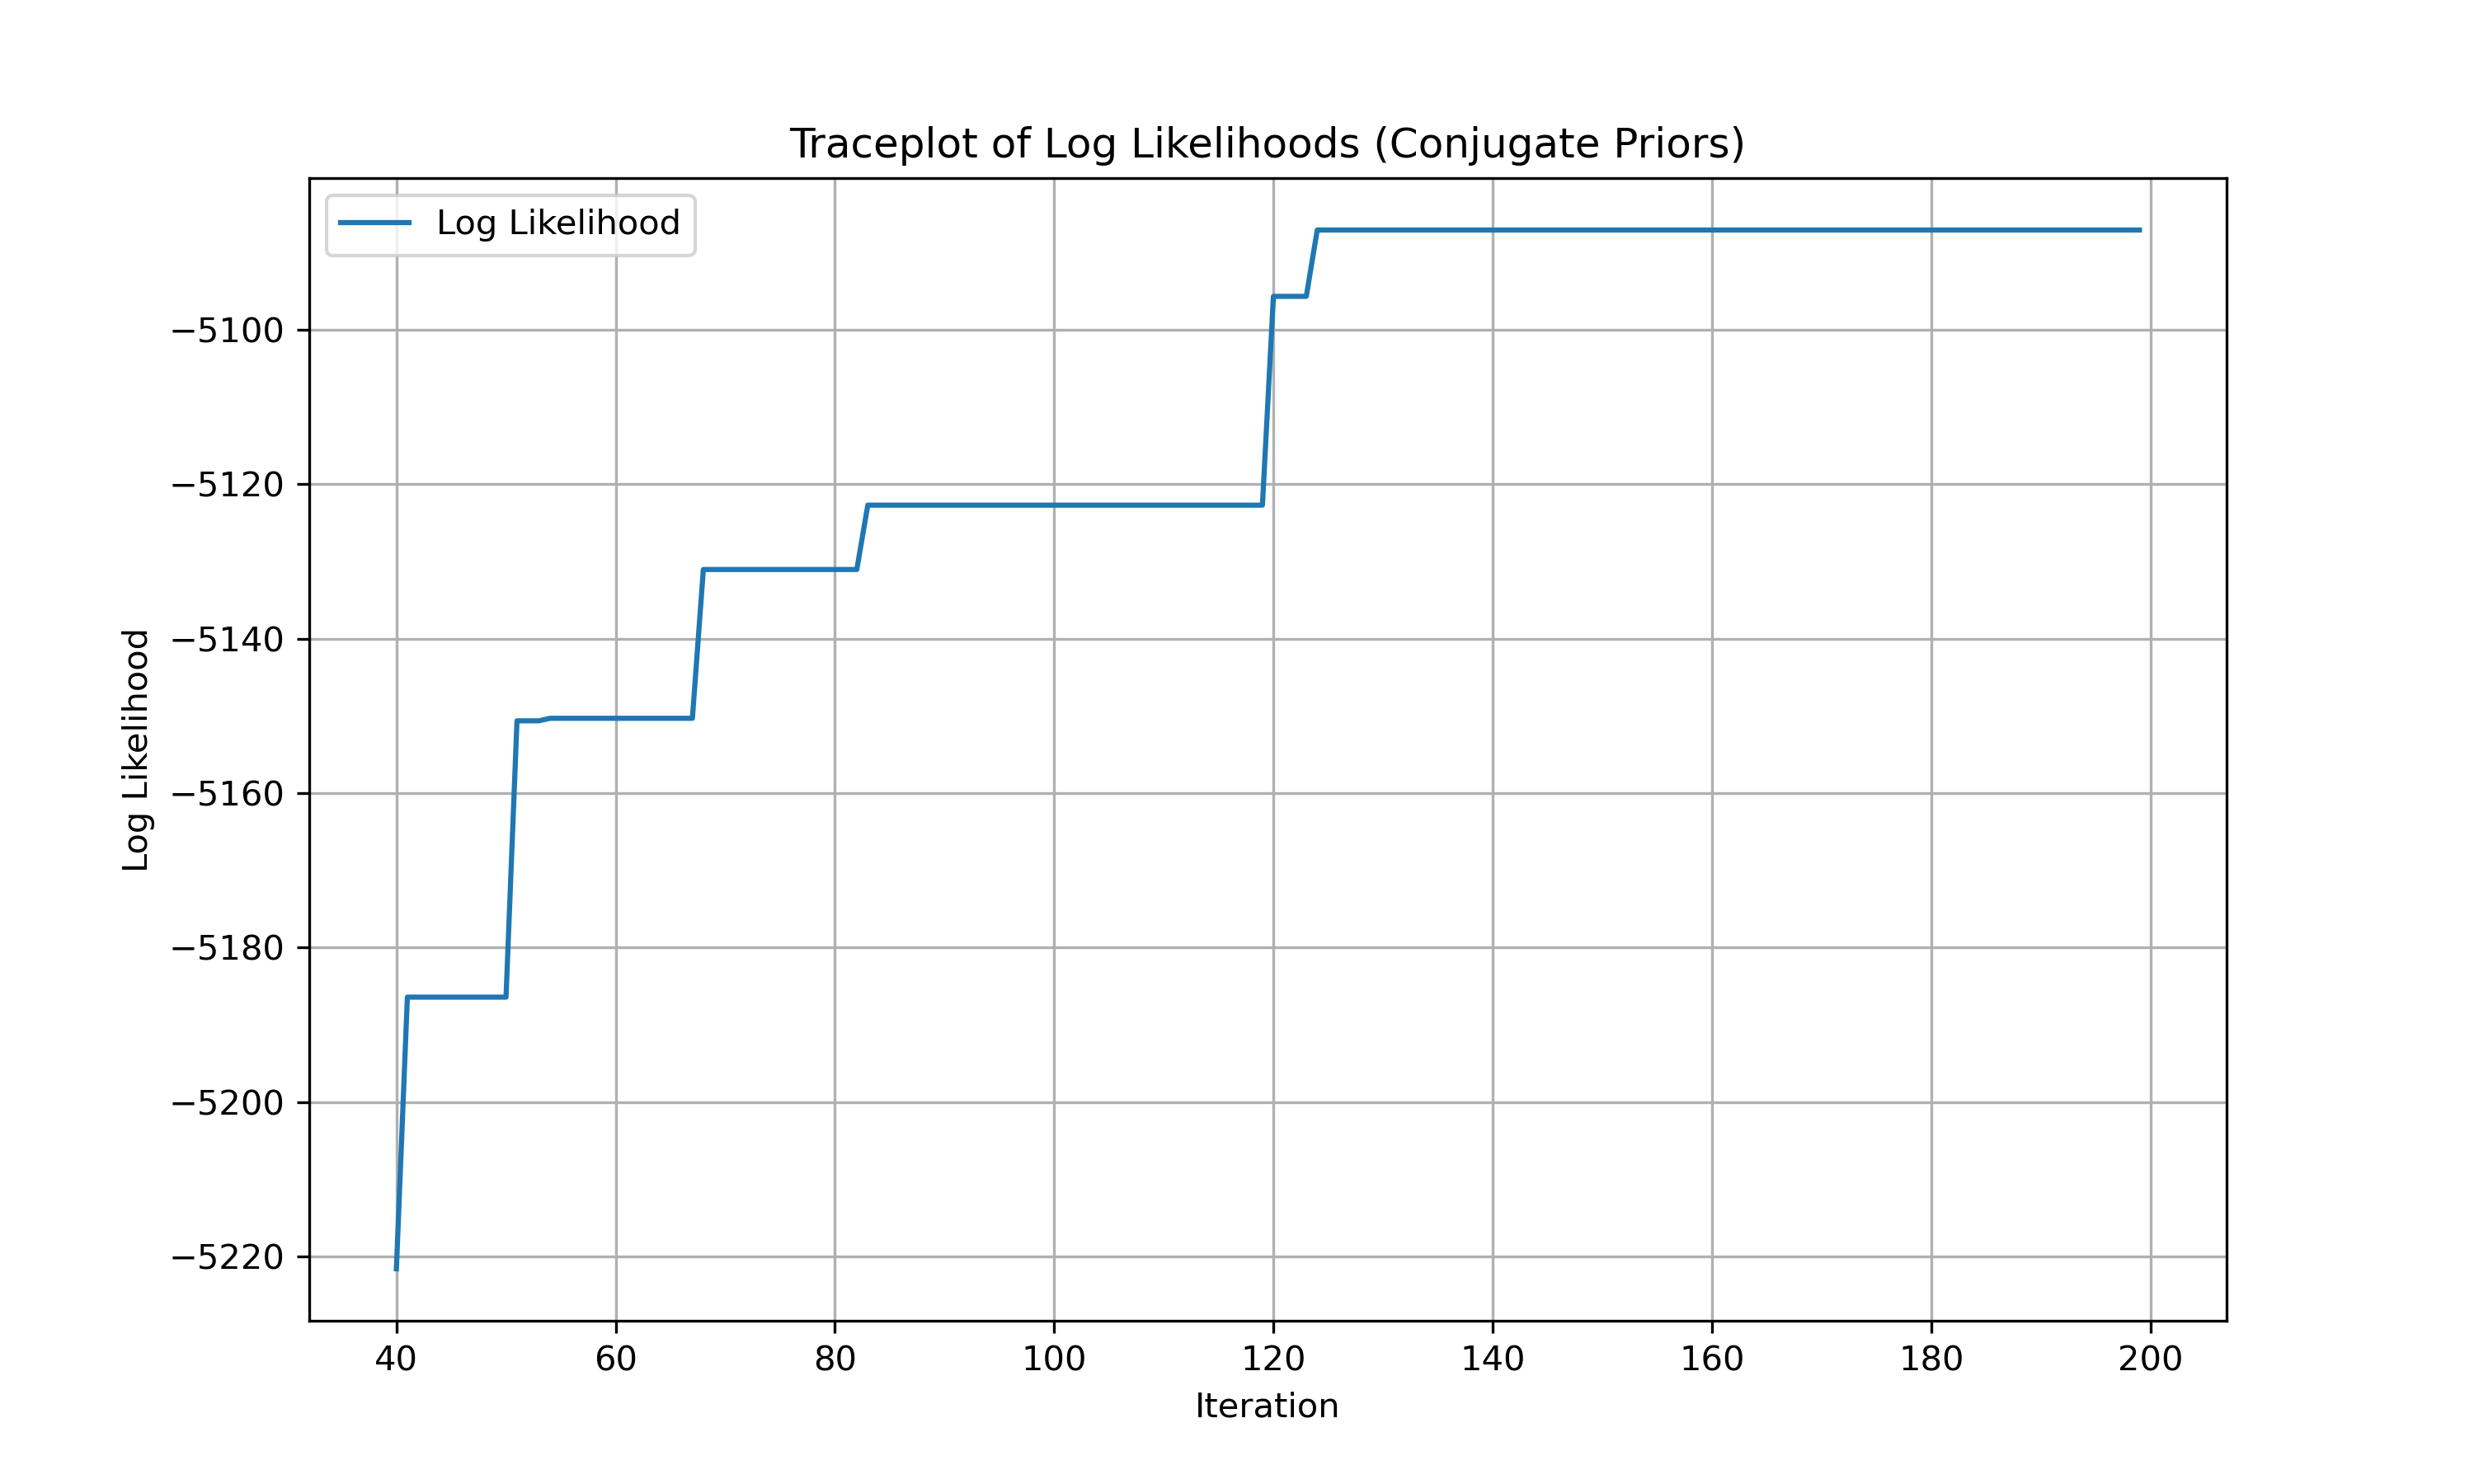 Traceplot of Log Likelihoods (Conjugate Priors)
Log Likelihood
−5100
−5120
−5140
−5160
−5180
−5200
−5220
Log Likelihood
40 60 80 100 120 140 160 180 200
Iteration